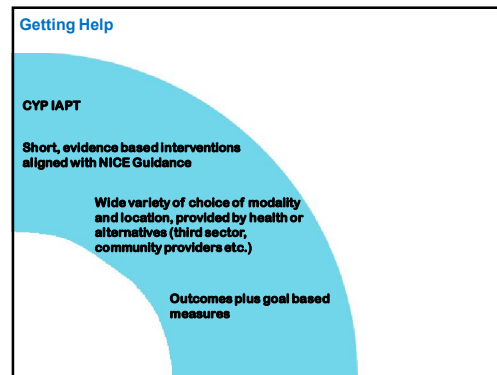 Getting Help
CYP IAPT
Short, evidence based interventions
aligned with NICE Guidance
Wide variety of choice of modality
and location, provided by health or
alternatives (third sector,
community providers etc.)
Outcomes plus goal based
measures